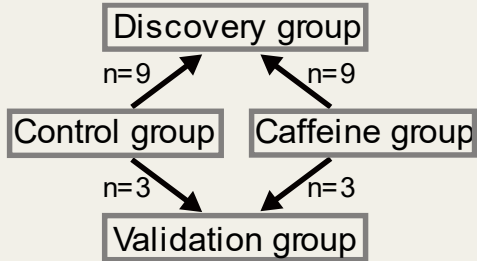 Discovery group
n=9 n=9
Control group Caffeine group
n=3 n=3
Validation group